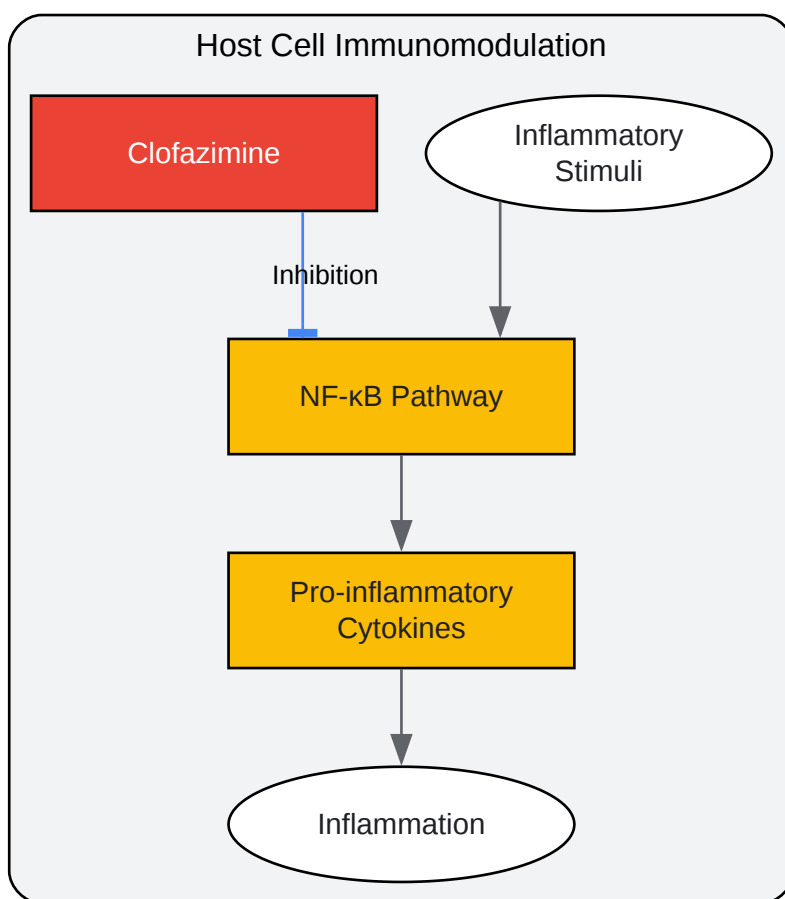 Host Cell Immunomodulation
Clofazimine
Inflammatory
Stimuli
Inhibition
NF-κB Pathway
Pro-inflammatory
Cytokines
Inflammation